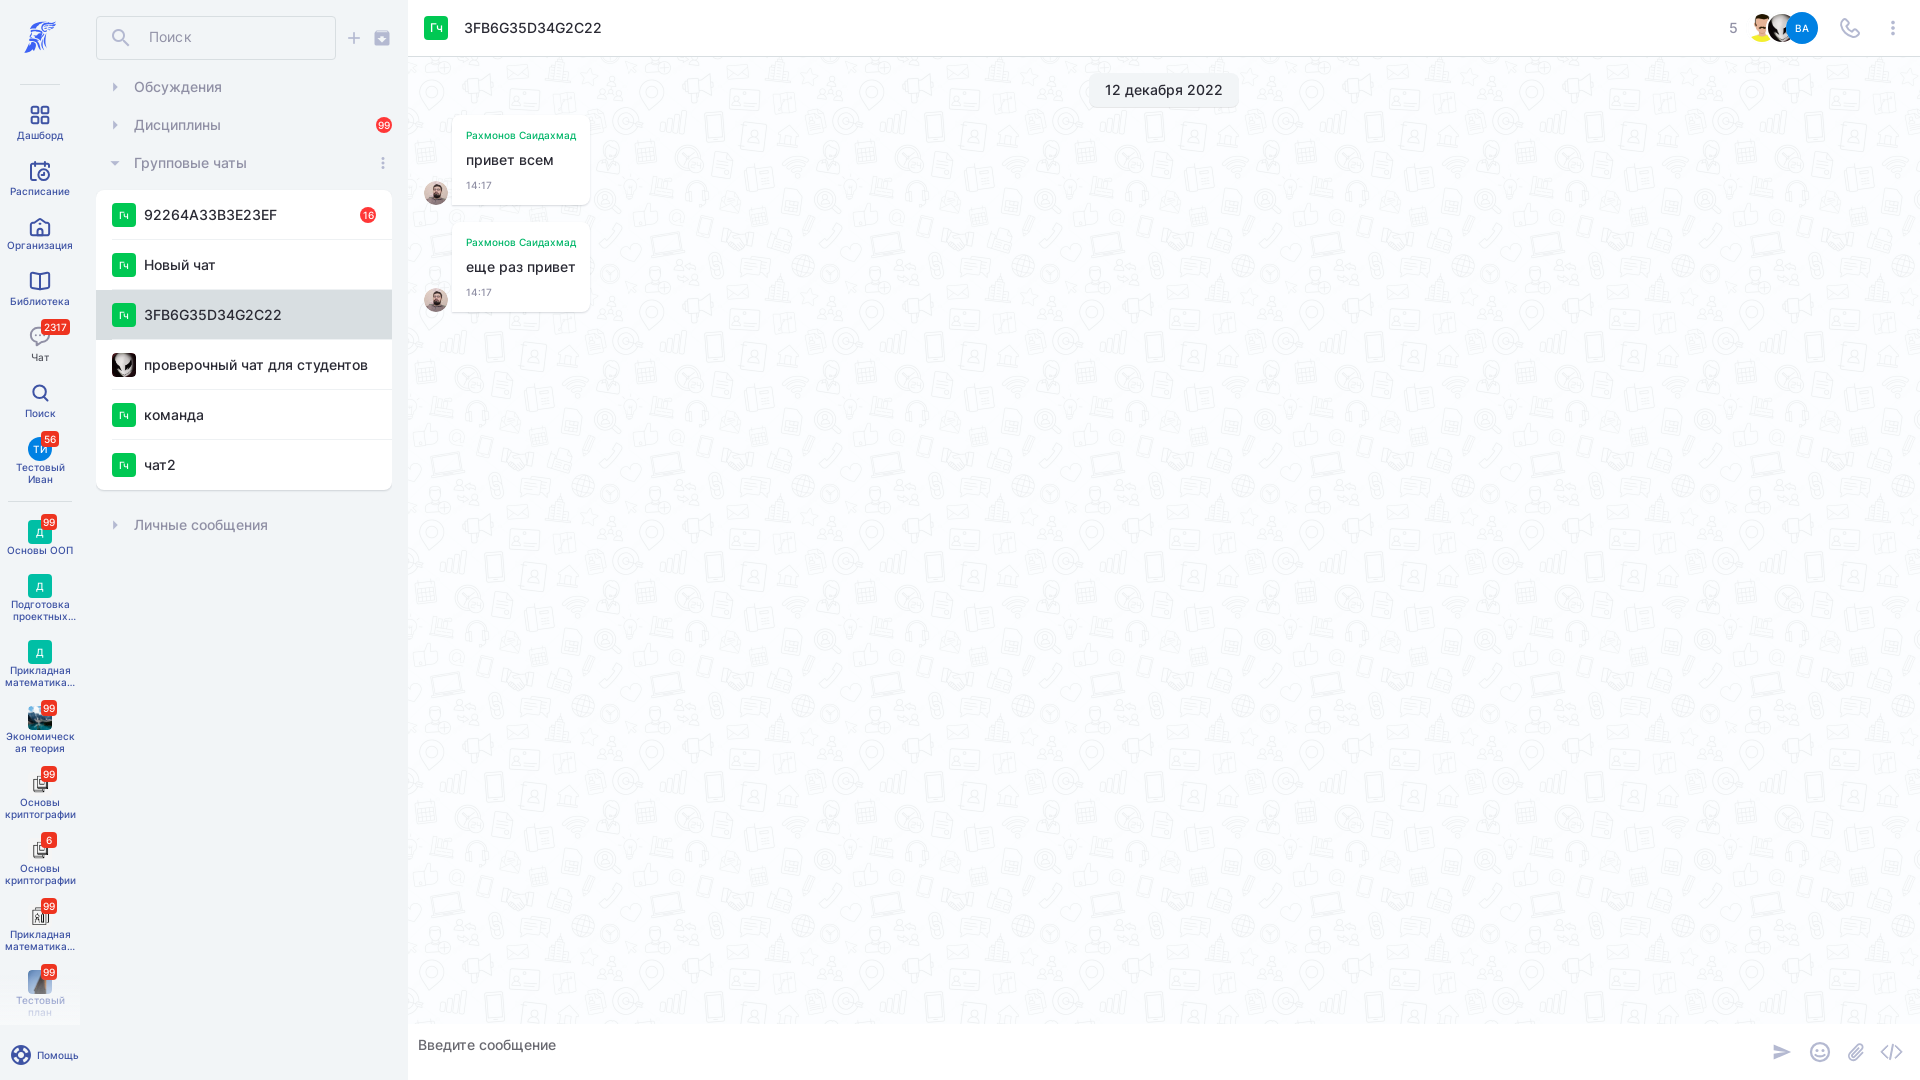 Дашборд
Расписание
Организация
Библиотека
2317
Чат
Поиск
56
ТИ
Тестовый
Иван
99
Д
Основы ООП
Д
Подготовка
проектных...
Д
Прикладная
математика...
99
Экономическ
ая теория
99
Основы
криптографии
6
Основы
криптографии
99
Прикладная
математика...
99
Тестовый
план
Помощь
Поиск
Обсуждения
Дисциплины
99
Групповые чаты
Гч 92264A33B3E23EF 16
Гч Новый чат
Гч 3FB6G35D34G2C22
проверочный чат для студентов
Гч команда
Гч чат2
Личные сообщения
Гч 3FB6G35D34G2C22
5
ВА
12 декабря 2022
Рахмонов Саидахмад
привет всем
14:17
Рахмонов Саидахмад
еще раз привет
14:17
Введите сообщение